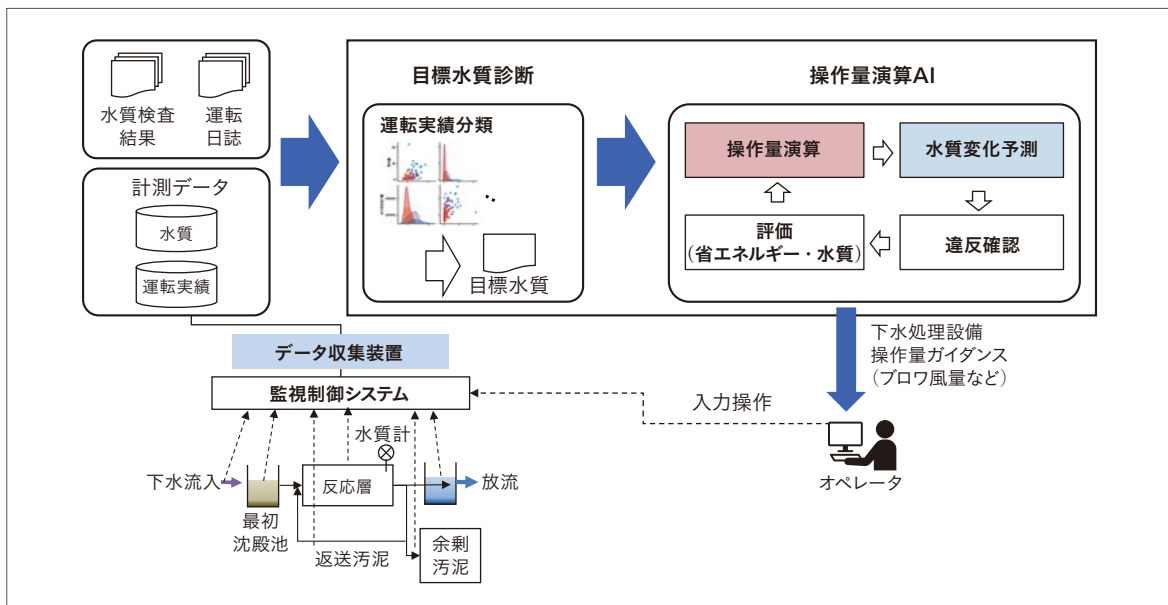 水質検査
結果
運転
日誌
計測データ
水質
運転実績
目標水質診断
運転実績分類
目標水質
操作量演算AI
操作量演算
水質変化予測
評価
(省エネルギー・水質)
違反確認
データ収集装置
監視制御システム
下水処理設備
操作量ガイダンス
(ブロワ風量など)
入力操作
オペレータ
水質計
下水流入
反応層
放流
最初
沈殿池
返送汚泥
余剰
汚泥